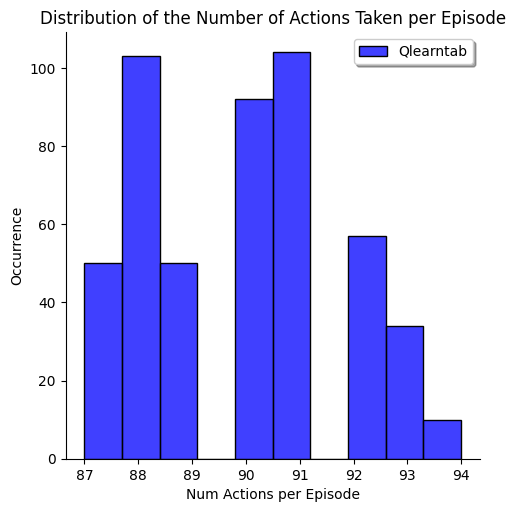 Distribution of the Number of Actions Taken per Episode
Qlearntab
100
80
60
40
20
0
Occurrence
87 88 89 90 91 92 93 94
Num Actions per Episode